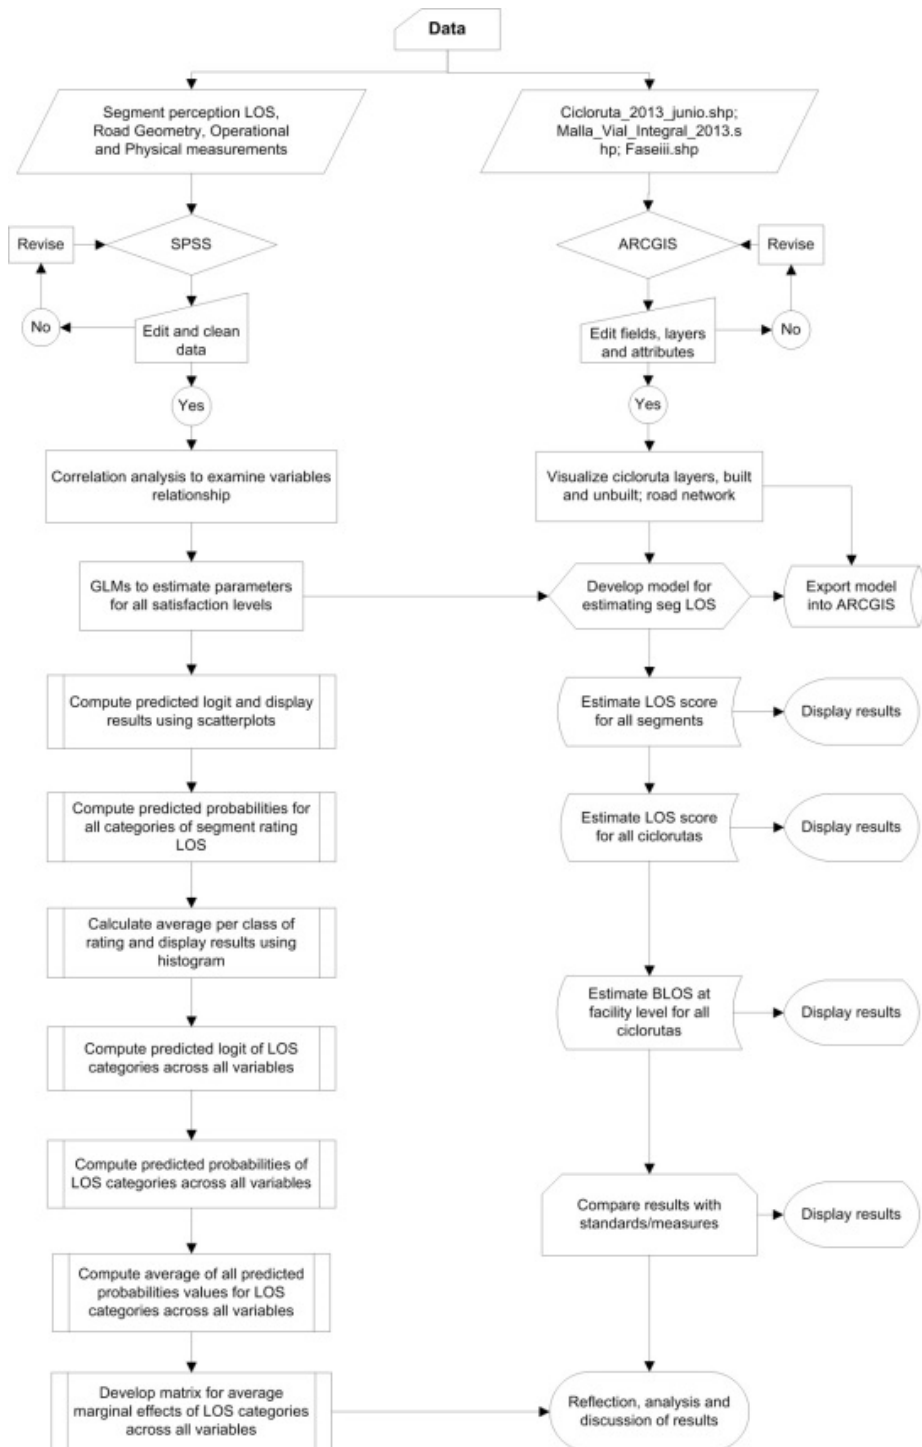 Data
Segment perception LOS,
Road Geometry, Operational
and Physical measurements
Cicloruta_2013_junio.shp;
Malla_Vial_Integral_2013.s
hp; Faseiii.shp
Revise
SPSS
ARCGIS
Revise
No
Edit and clean
data
Edit fields, layers
and attributes
No
Yes
Yes
Correlation analysis to examine variables
relationship
Visualize cicloruta layers, built
and unbuilt; road network
GLMs to estimate parameters
for all satisfaction levels
Develop model for
estimating seg LOS
Export model
into ARCGIS
Compute predicted logit and display
results using scatterplots
Estimate LOS score
for all segments
Display results
Compute predicted probabilities for
all categories of segment rating
LOS
Estimate LOS score
for all ciclorutas
Display results
Calculate average per class of
rating and display results using
histogram
Estimate BLOS at
facility level for all
ciclorutas
Display results
Compute predicted logit of LOS
categories across all variables
Compute predicted probabilities of
LOS categories across all variables
Compare results with
standards/measures
Display results
Compute average of all predicted
probabilities values for LOS
categories across all variables
Develop matrix for average
marginal effects of LOS categories
across all variables
Reflection, analysis and
discussion of results